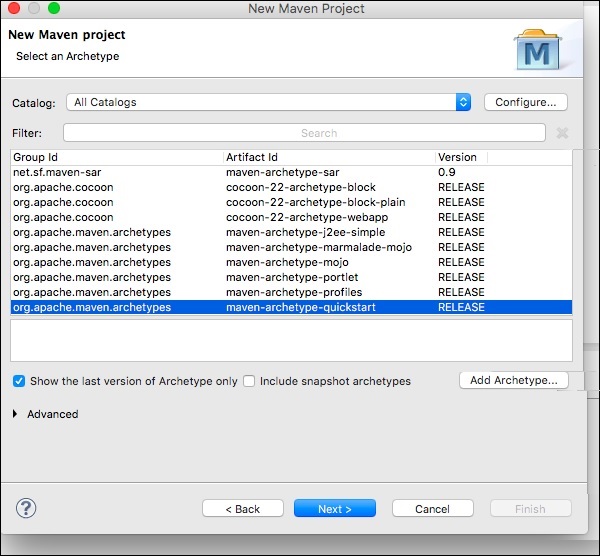 New Maven Project
New Maven project
Select an Archetype
M
Catalog: All Catalogs Configure...
Filter: Search
Group Id Artifact Id Version
net.sf.maven-sar maven-archetype-sar 0.9
org.apache.cocoon cocoon-22-archetype-block RELEASE
org.apache.cocoon cocoon-22-archetype-block-plain RELEASE
org.apache.cocoon cocoon-22-archetype-webapp RELEASE
org.apache.maven.archetypes maven-archetype-j2ee-simple RELEASE
org.apache.maven.archetypes maven-archetype-marmalade-mojo RELEASE
org.apache.maven.archetypes maven-archetype-mojo RELEASE
org.apache.maven.archetypes maven-archetype-portlet RELEASE
org.apache.maven.archetypes maven-archetype-profiles RELEASE
org.apache.maven.archetypes maven-archetype-quickstart RELEASE
Show the last version of Archetype only Include snapshot archetypes Add Archetype...
Advanced
? < Back Next > Cancel Finish